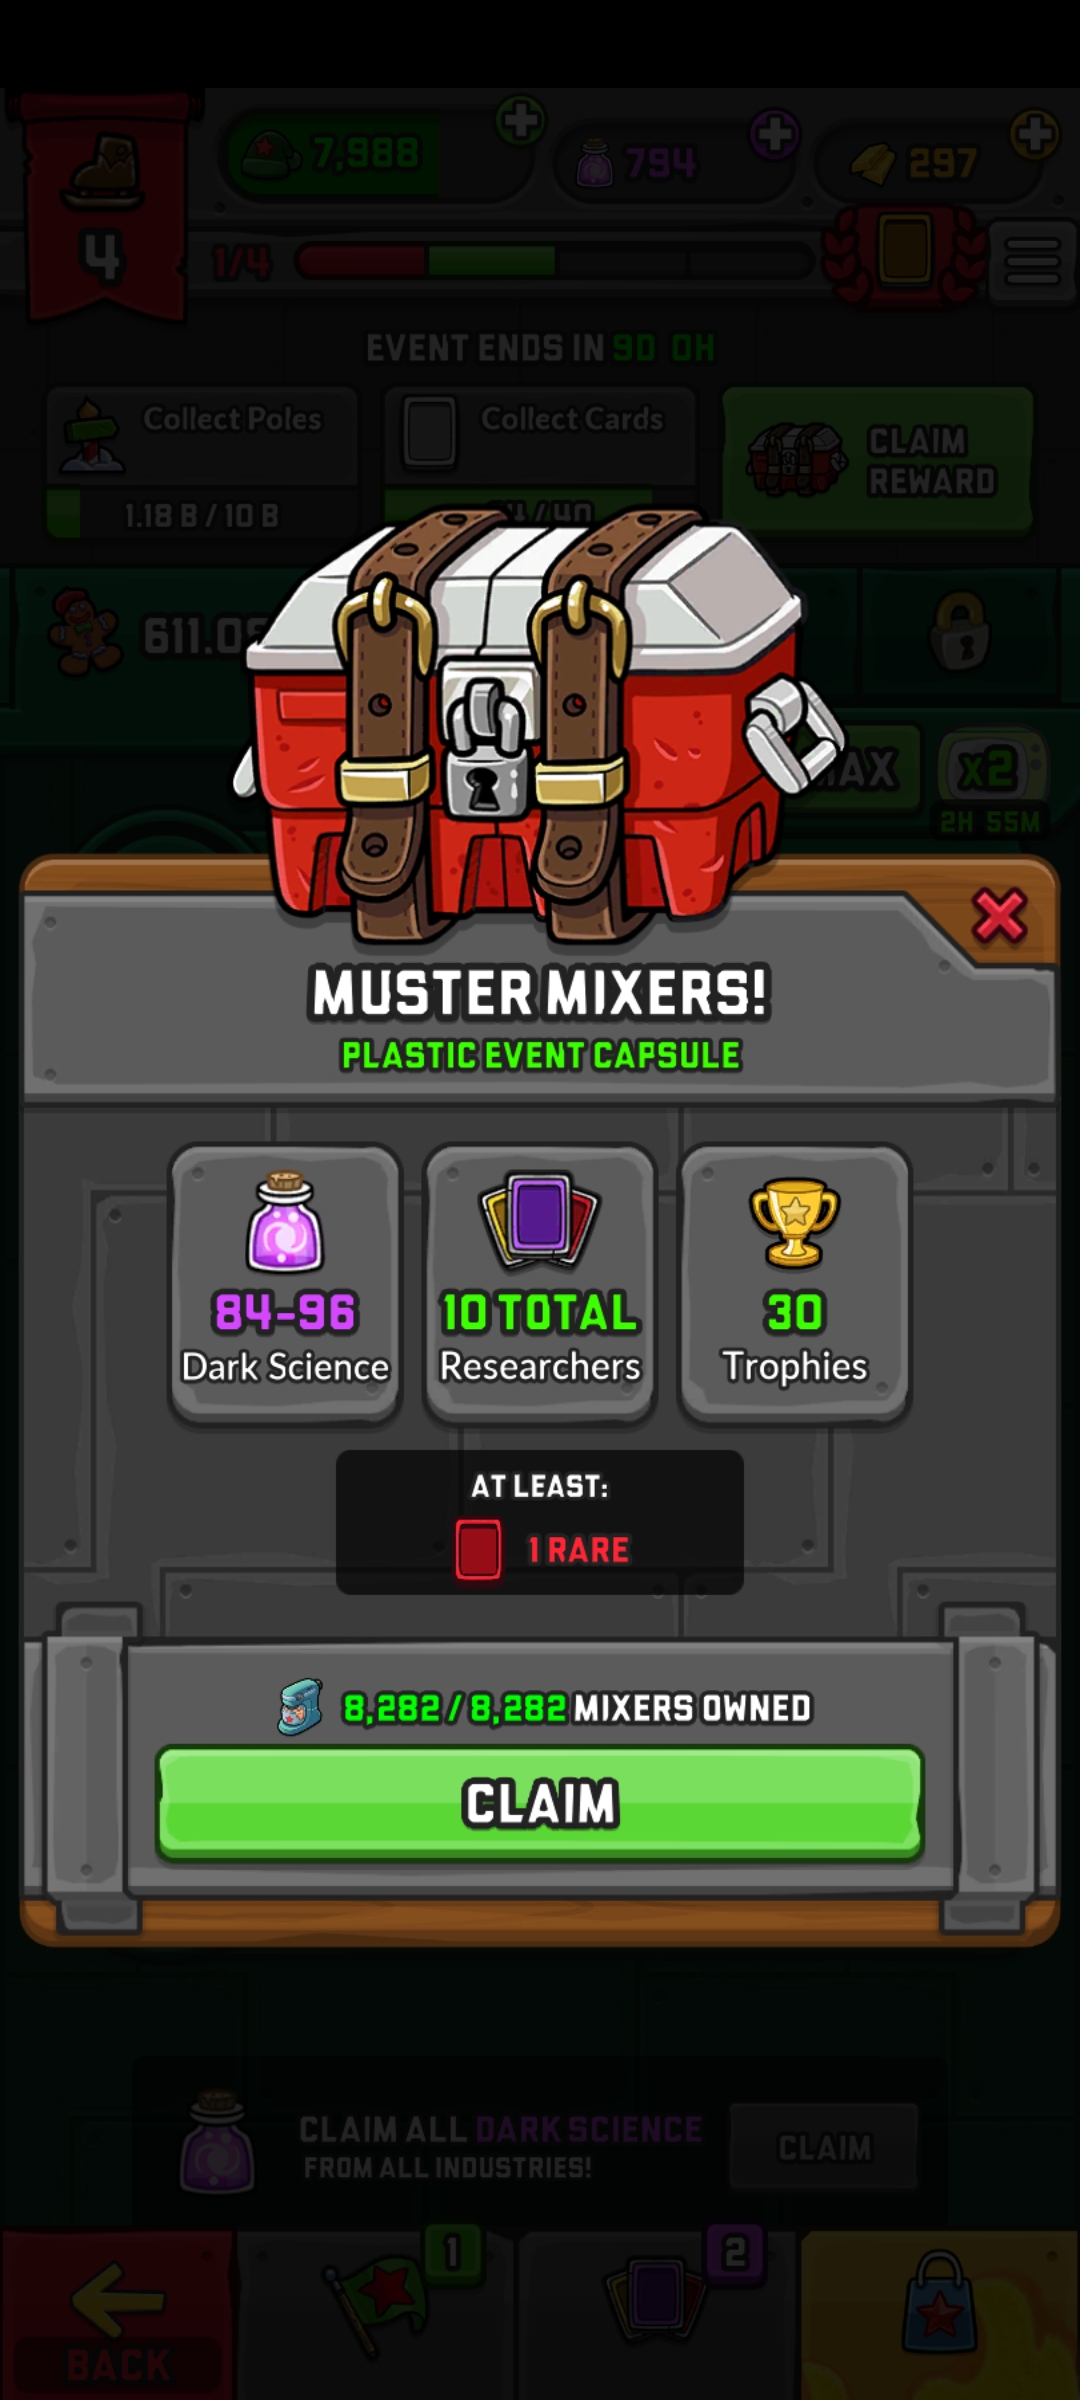 7,988
794
297
4
1/4
EVENT ENDS IN 9D 0H
Collect Poles
Collect Cards
CLAIM
REWARD
1.18 B / 10 B
/ 40
611.0
AX
x2
2H 55M
MUSTER MIXERS!
PLASTIC EVENT CAPSULE
84-96
Dark Science
10 TOTAL
Researchers
30
Trophies
AT LEAST:
1 RARE
8,282 / 8,282 MIXERS OWNED
CLAIM
CLAIM ALL DARK SCIENCE
FROM ALL INDUSTRIES!
CLAIM
1
2
BACK